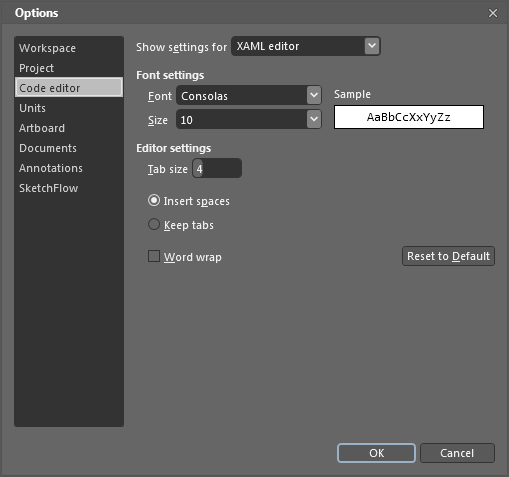 Options
Workspace
Project
Code editor
Units
Artboard
Documents
Annotations
SketchFlow
Show settings for XAML editor
Font settings
Font Consolas
Size 10
Sample
AaBbCcXxYyZz
Editor settings
Tab size 4
Insert spaces
Keep tabs
Word wrap
Reset to Default
OK Cancel